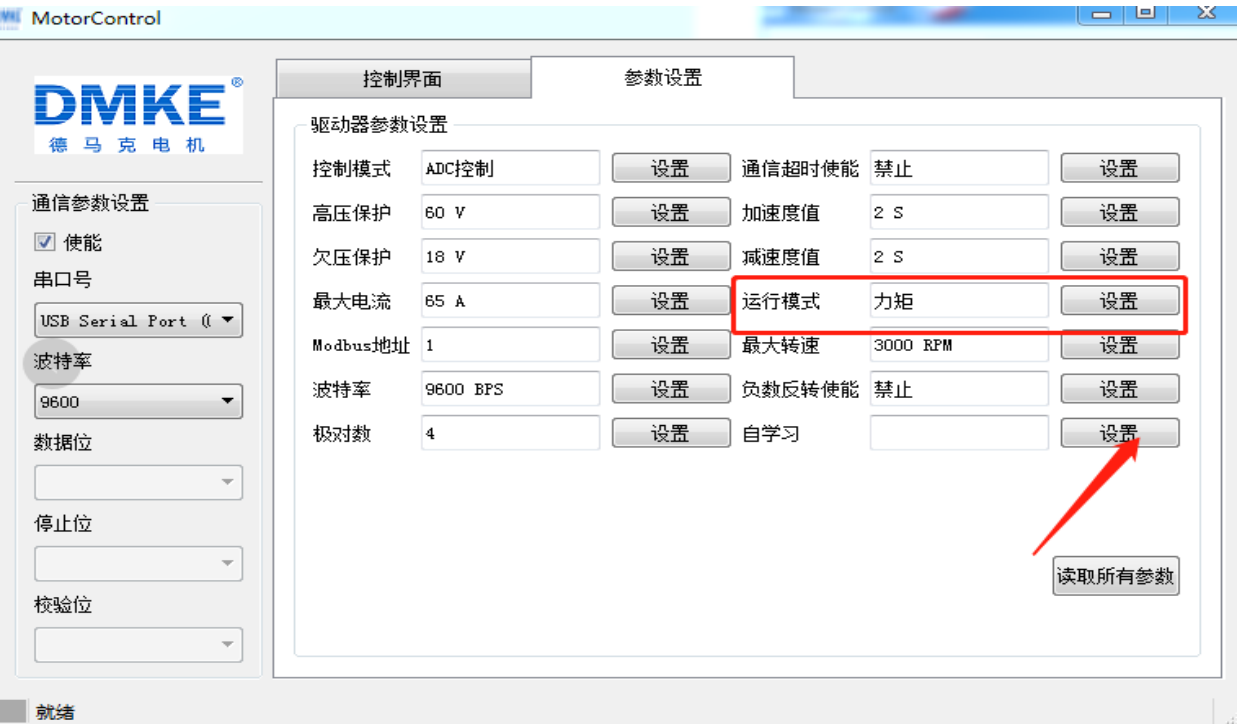 MotorControl
DMKE®
德马克电机
通信参数设置
使能
串口号
USB Serial Port (
波特率
9600
数据位
停止位
校验位
控制界面
参数设置
驱动器参数设置
控制模式 ADC控制 设置 通信超时使能 禁止 设置
高压保护 60 V 设置 加速度值 2 S 设置
欠压保护 18 V 设置 减速度值 2 S 设置
最大电流 65 A 设置 运行模式 力矩 设置
Modbus地址 1 设置 最大转速 3000 RPM 设置
波特率 9600 BPS 设置 负数反转使能 禁止 设置
极对数 4 设置 自学习 设置
读取所有参数
就绪